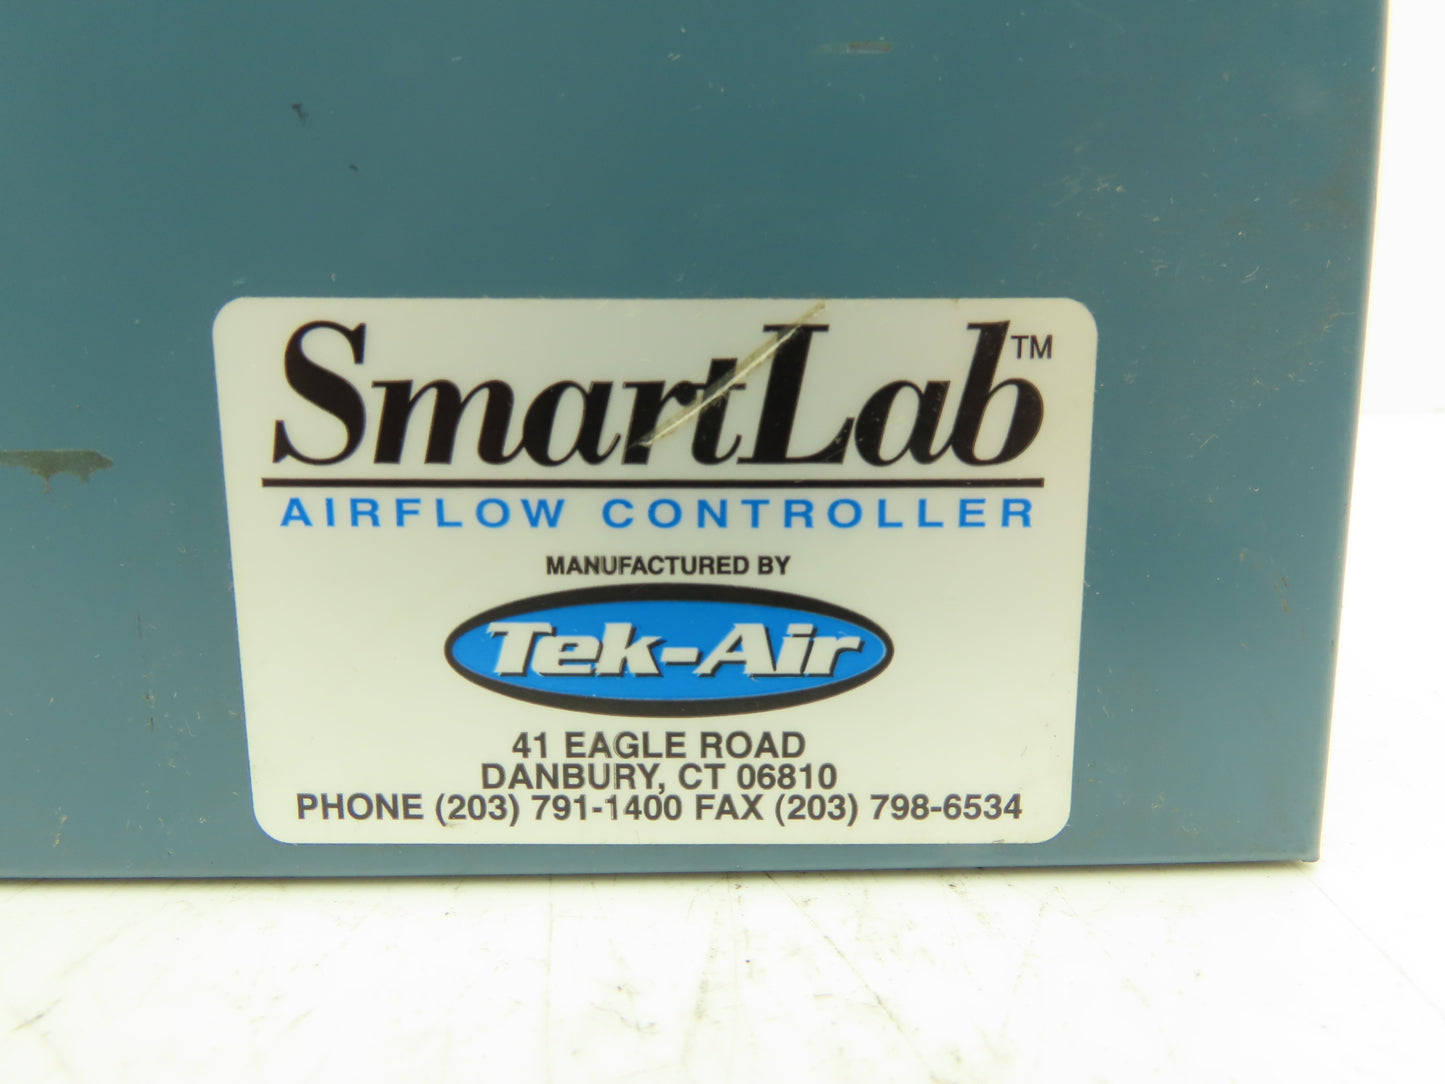 SmartLab™
AIRFLOW CONTROLLER
MANUFACTURED BY
Tek-Air
41 EAGLE ROAD
DANBURY, CT 06810
PHONE (203) 791-1400 FAX (203) 798-6534